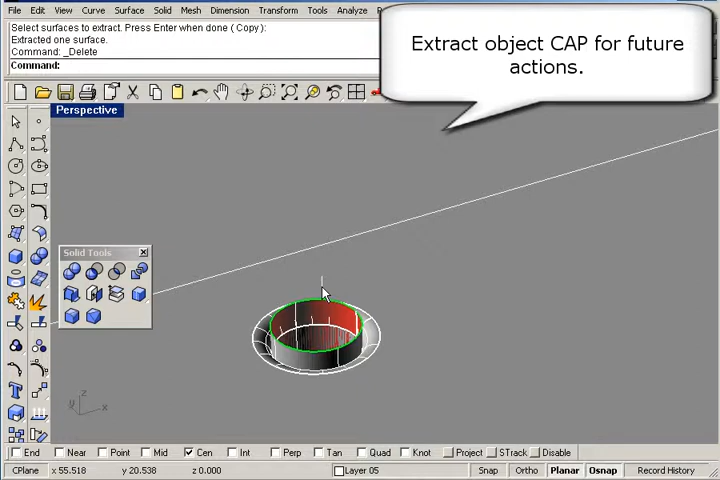 File Edit View Curve Surface Solid Mesh Dimension Transform Tools Analyze
Select surfaces to extract. Press Enter when done ( Copy ):
Extracted one surface.
Command: _Delete
Command:
Extract object CAP for future
actions.
Perspective
Solid Tools
z
y
x
End Near Point Mid Cen Int Perp Tan Quad Knot Project STrack Disable
CPlane x 55.518 y 20.538 z 0.000 Layer 05 Snap Ortho Planar Osnap Record History